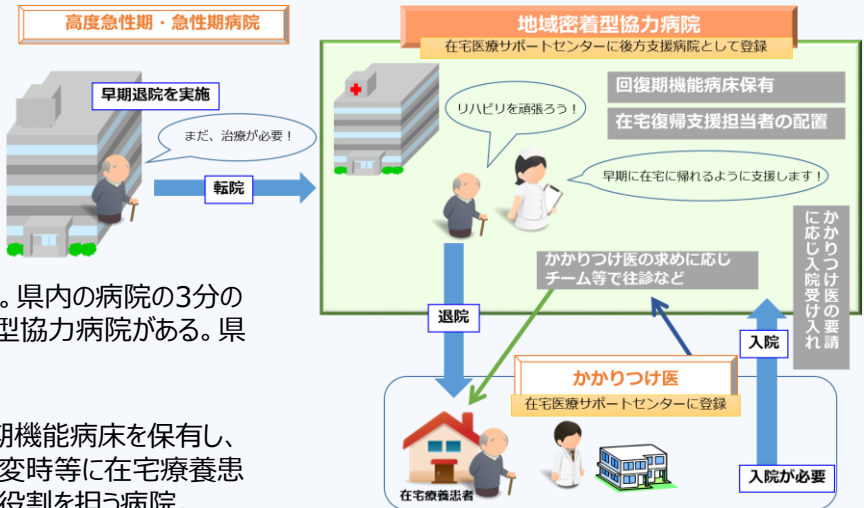 高度急性期・急性期病院
早期退院を実施
まだ、治療が必要！
転院
地域密着型協力病院
在宅医療サポートセンターに後方支援病院として登録
回復期機能病床保有
在宅復帰支援担当者の配置
リハビリを頑張ろう！
早期に在宅に帰れるように支援します！
かかりつけ医の求めに応じ
チーム等で往診など
かかりつけ医の要請
に応じ入院受け入れ
退院
入院
かかりつけ医
在宅医療サポートセンターに登録
在宅療養患者
入院が必要
。県内の病院の3分の
型協力病院がある。県
期機能病床を保有し、
変時等に在宅療養患
役割を担う病院。